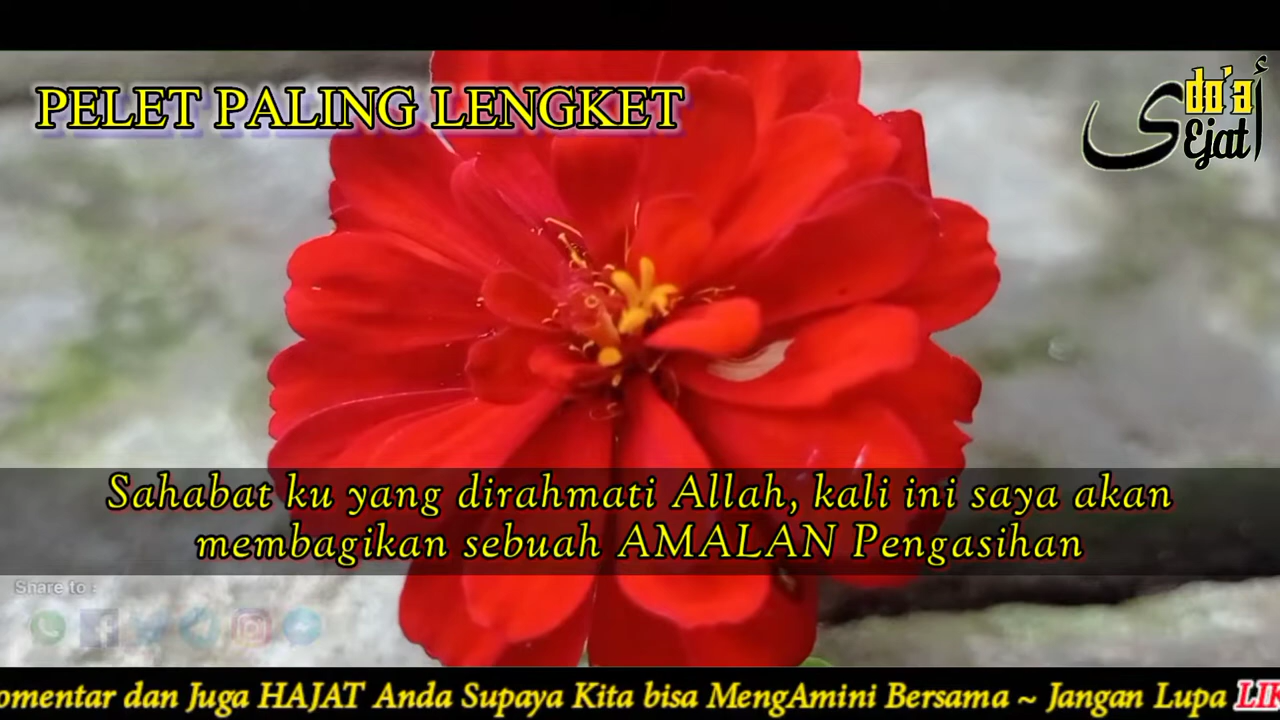 PELET PALING LENGKET
do'a
Ejati
Sahabat ku yang dirahmati Allah, kali ini saya akan
membagikan sebuah AMALAN Pengasihan
Share to :
omentar dan Juga HAJAT Anda Supaya Kita bisa MengAmini Bersama ~ Jangan Lupa LIK